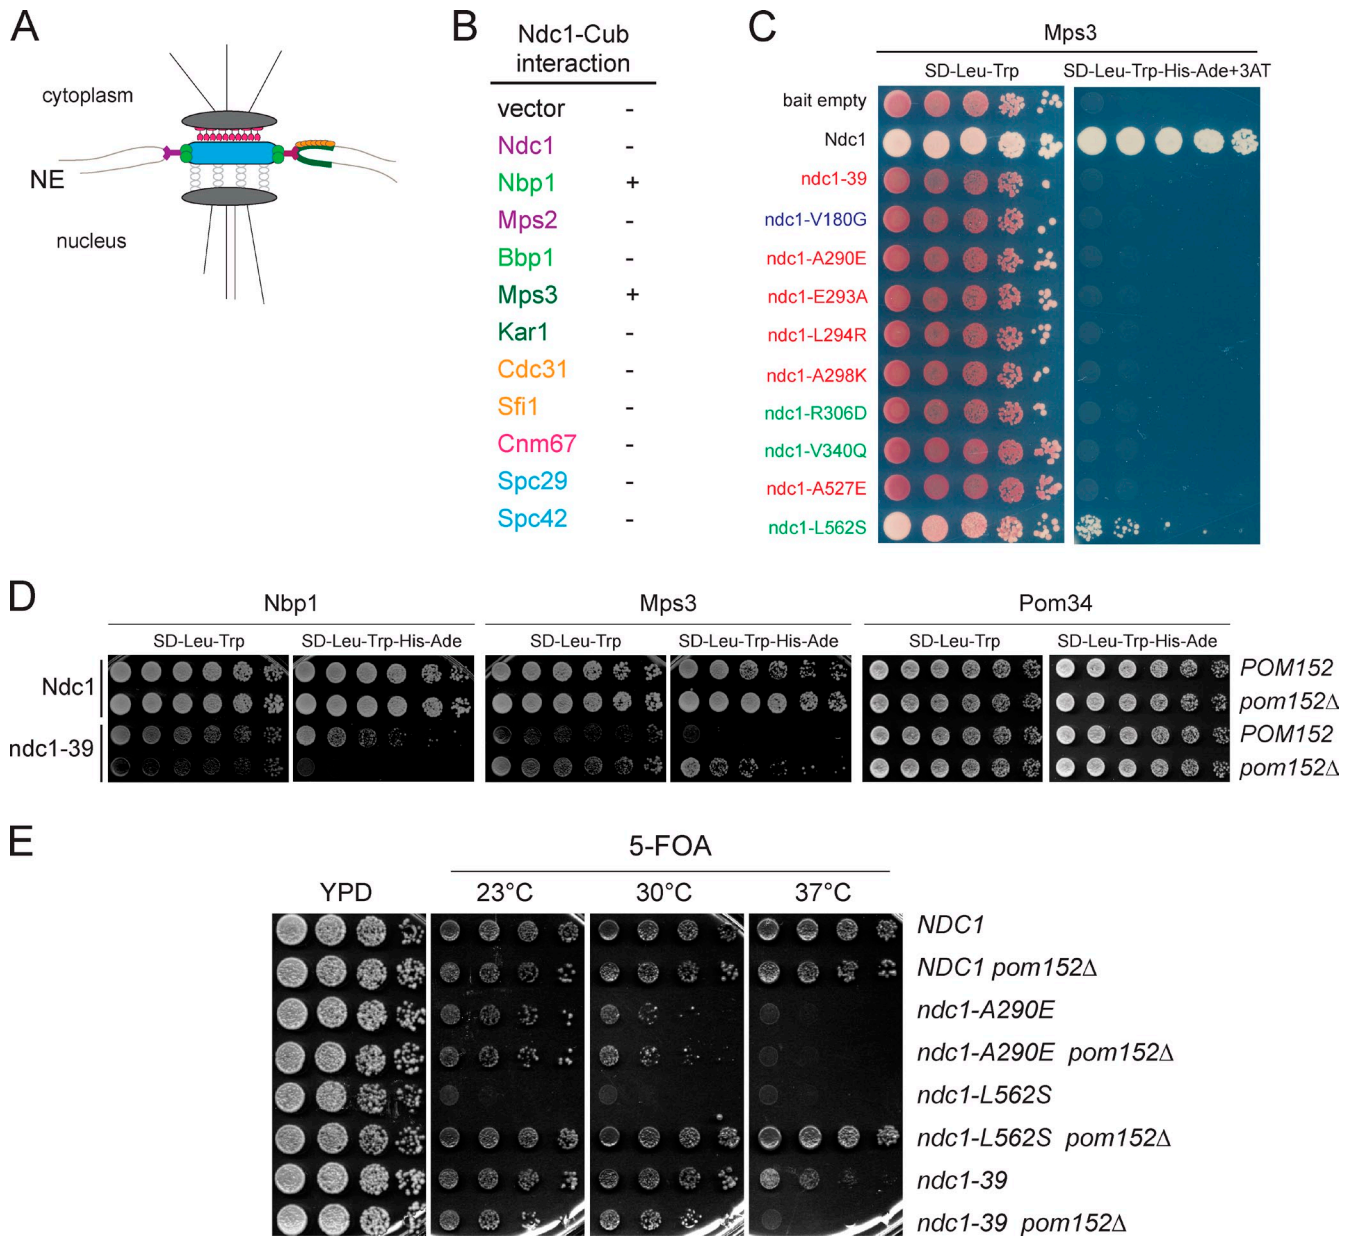 A
cytoplasm
NE
nucleus
B
Ndc1-Cub
interaction
vector -
Ndc1 -
Nbp1 +
Mps2 -
Bbp1 -
Mps3 +
Kar1 -
Cdc31 -
Sfi1 -
Cnm67 -
Spc29 -
Spc42 -
C
Mps3
SD-Leu-Trp SD-Leu-Trp-His-Ade+3AT
bait empty
Ndc1
ndc1-39
ndc1-V180G
ndc1-A290E
ndc1-E293A
ndc1-L294R
ndc1-A298K
ndc1-R306D
ndc1-V340Q
ndc1-A527E
ndc1-L562S
D
Nbp1 Mps3 Pom34
SD-Leu-Trp SD-Leu-Trp-His-Ade SD-Leu-Trp SD-Leu-Trp-His-Ade SD-Leu-Trp SD-Leu-Trp-His-Ade
Ndc1
ndc1-39
POM152
pom152Δ
POM152
pom152Δ
E
5-FOA
YPD 23°C 30°C 37°C
NDC1
NDC1 pom152Δ
ndc1-A290E
ndc1-A290E pom152Δ
ndc1-L562S
ndc1-L562S pom152Δ
ndc1-39
ndc1-39 pom152Δ